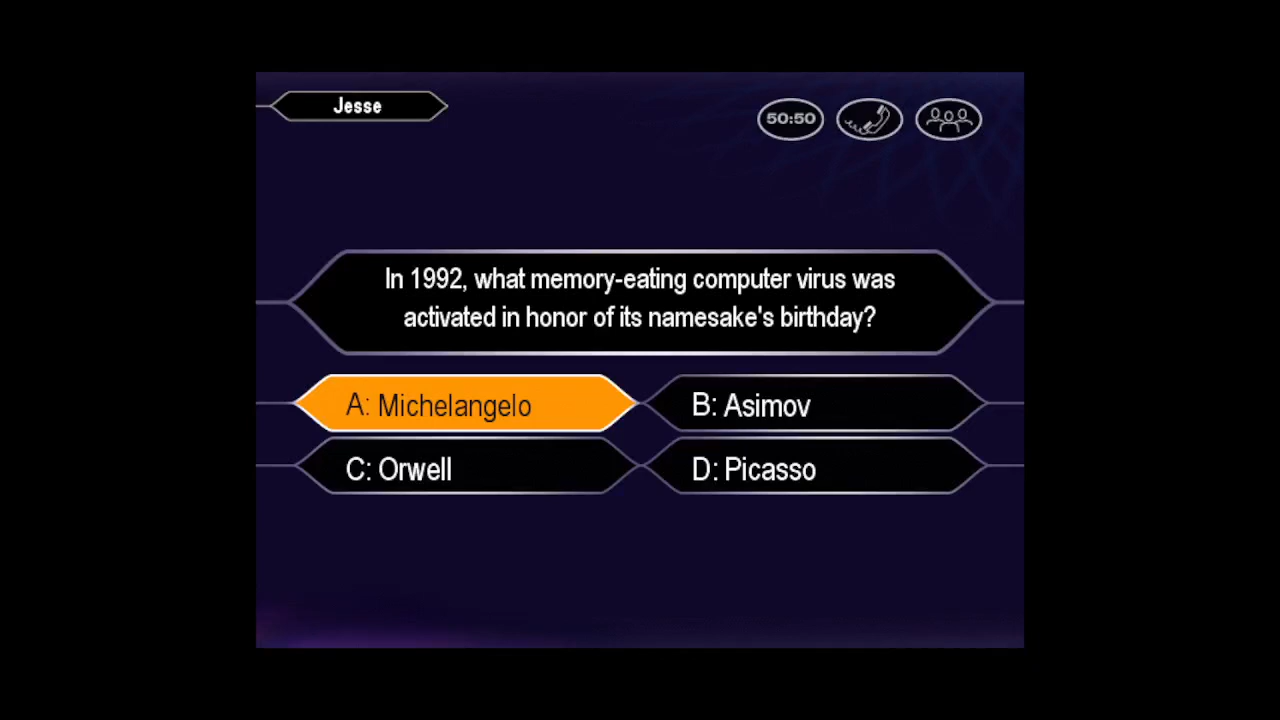 Jesse
50:50
In 1992, what memory-eating computer virus was
activated in honor of its namesake's birthday?
A: Michelangelo
B: Asimov
C: Orwell
D: Picasso